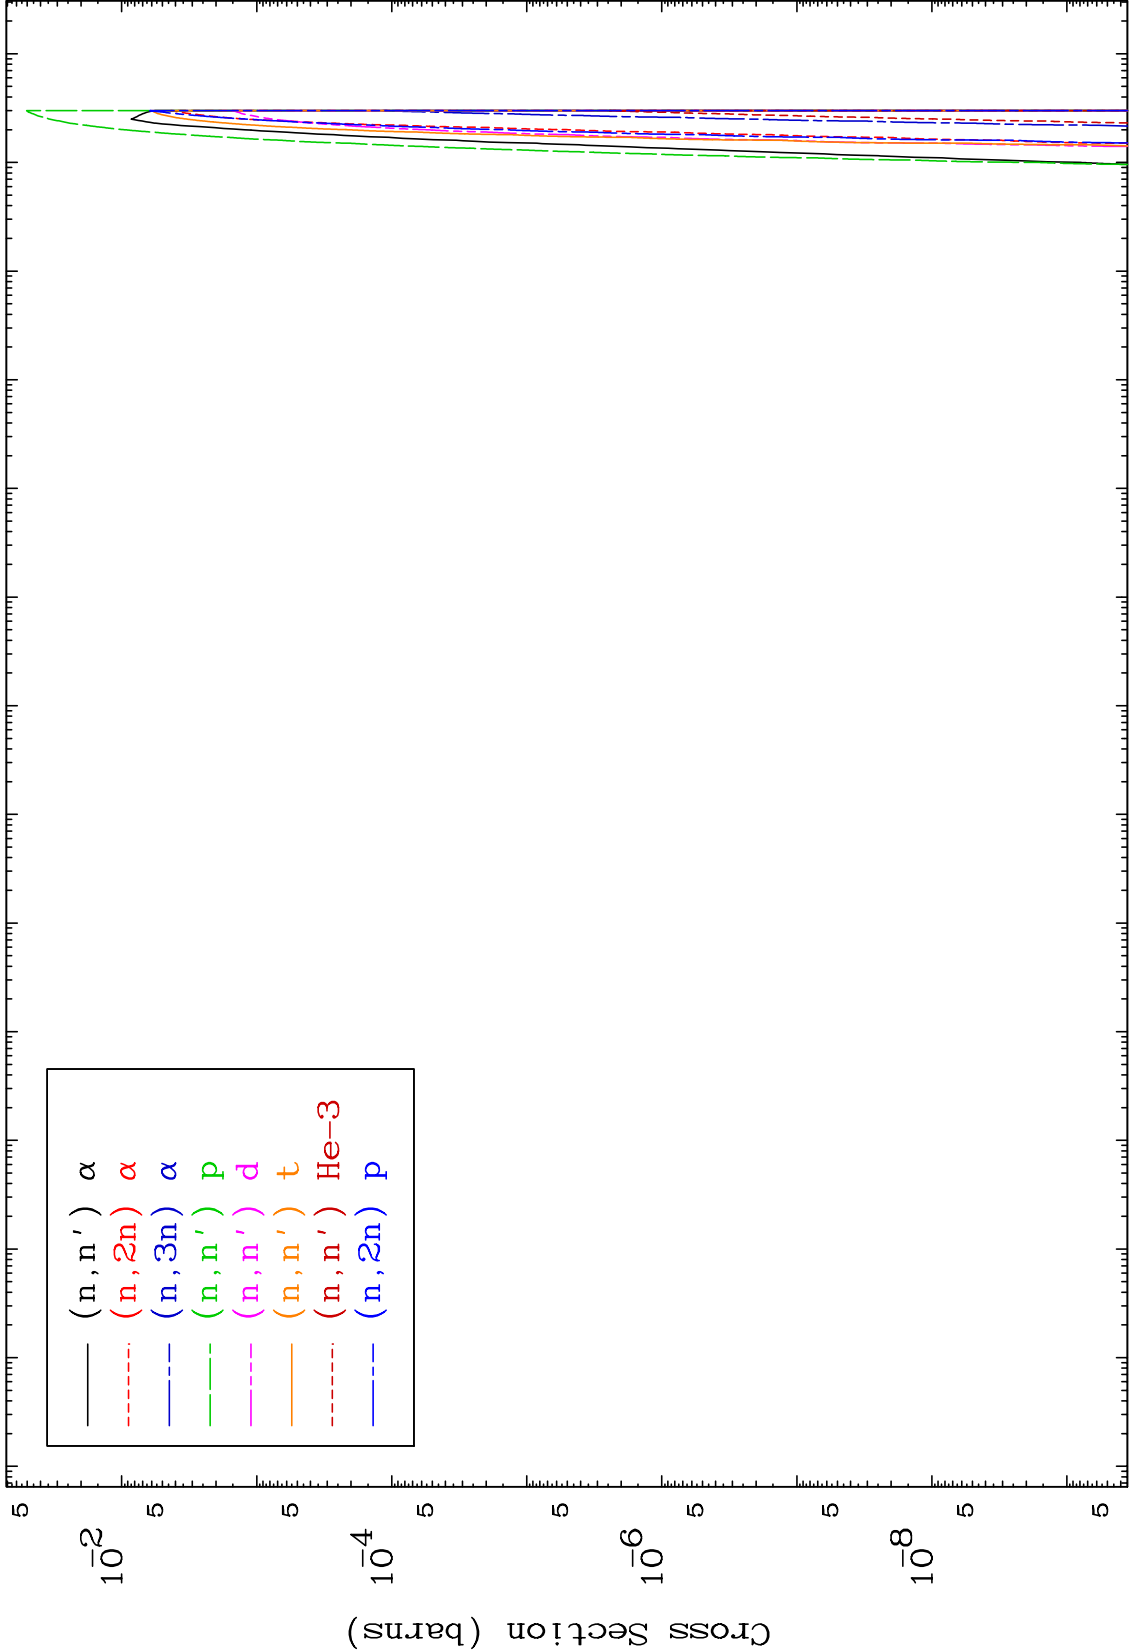 (n,n') α
(n,2n) α
(n,3n) α
(n,n') p
(n,n') d
(n,n') t
(n,n') He-3
(n,2n) p
5
10^-2
5
5
10^-4
5
5
10^-6
5
5
10^-8
5
5
Cross Section (barns)